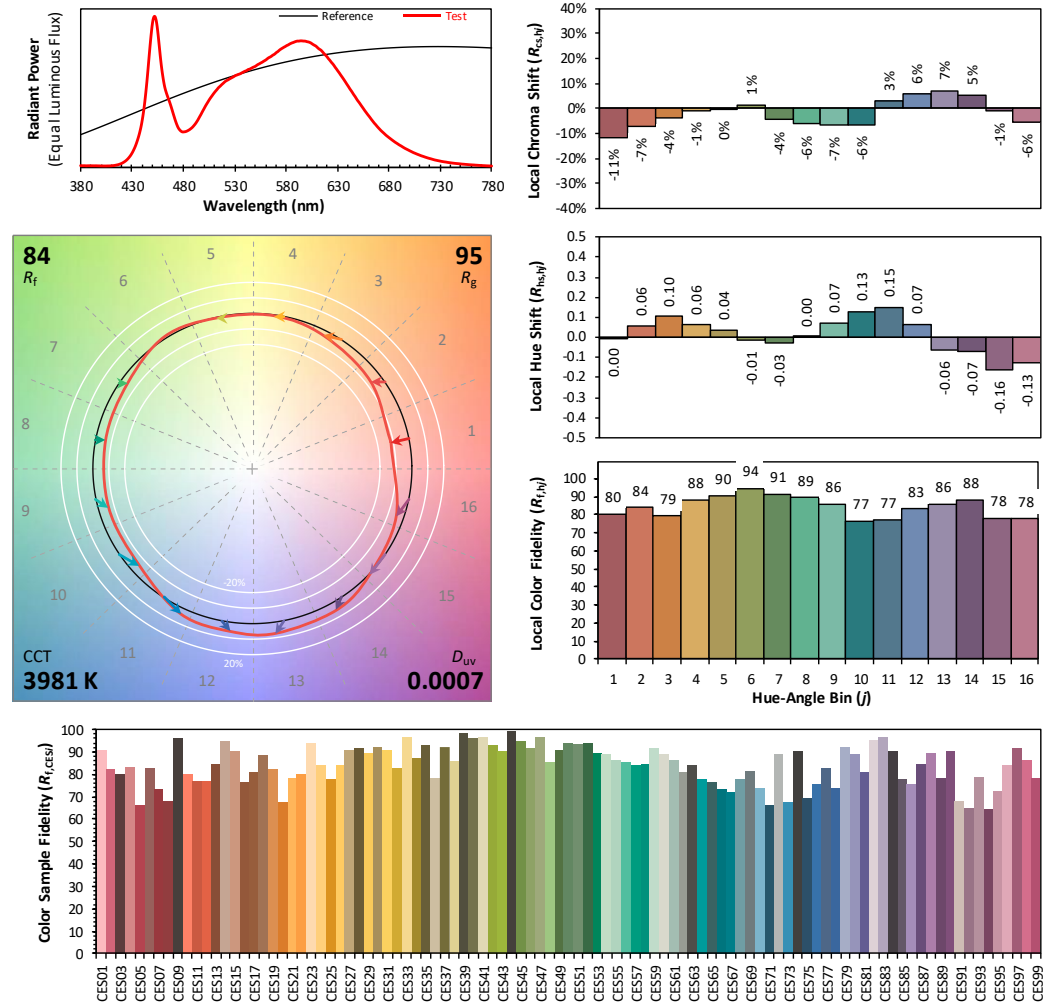 Radiant Power
(Equal Luminous Flux)
Reference
Test
380 430 480 530 580 630 680 730 780
Wavelength (nm)
Local Chroma Shift (Rcs,hj)
40%
30%
20%
10%
0%
-10%
-20%
-30%
-40%
-11% -7% -4% -1% 0% 1% -4% -6% -7% -6% 3% 6% 7% 5% -1% -6%
84
Rf
95
Rg
5 4
6 3
7 2
8 1
9 16
10 15
11 14
12 13
-20%
20%
CCT
3981 K
Duv
0.0007
Local Hue Shift (Rhs,hj)
0.5
0.4
0.3
0.2
0.1
0.0
-0.1
-0.2
-0.3
-0.4
-0.5
0.00 0.06 0.10 0.06 0.04 -0.01 -0.03 0.00 0.07 0.13 0.15 0.07 -0.06 -0.07 -0.16 -0.13
Local Color Fidelity (Rf,hj)
100
90
80
70
60
50
40
30
20
10
0
80 84 79 88 90 94 91 89 86 77 77 83 86 88 78 78
1 2 3 4 5 6 7 8 9 10 11 12 13 14 15 16
Hue-Angle Bin (j)
Color Sample Fidelity (Rf,CESi)
100
90
80
70
60
50
40
30
20
10
0
CES01 CES03 CES05 CES07 CES09 CES11 CES13 CES15 CES17 CES19 CES21 CES23 CES25 CES27 CES29 CES31 CES33 CES35 CES37 CES39 CES41 CES43 CES45 CES47 CES49 CES51 CES53 CES55 CES57 CES59 CES61 CES63 CES65 CES67 CES69 CES71 CES73 CES75 CES77 CES79 CES81 CES83 CES85 CES87 CES89 CES91 CES93 CES95 CES97 CES99